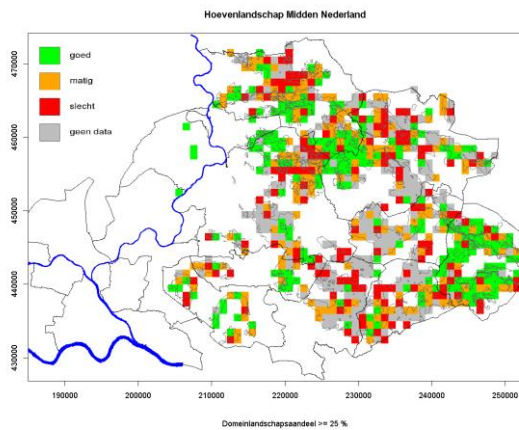 Hoevenlandschap Midden Nederland
goed
matig
slecht
geen data
470000
460000
450000
440000
430000
190000 200000 210000 220000 230000 240000 250000
Domeinlandschapsaandeel >= 25 %